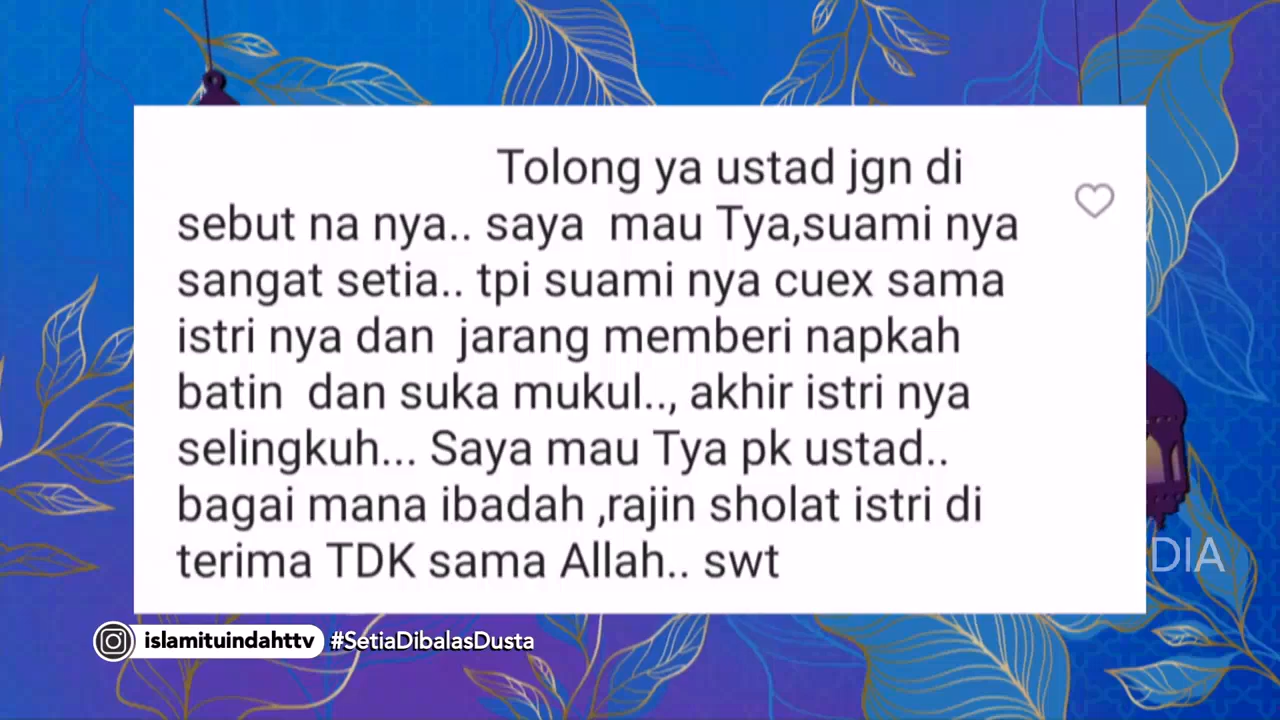 Tolong ya ustad jgn di
sebut na nya.. saya  mau Tya,suami nya
sangat setia.. tpi suami nya cuex sama
istri nya dan  jarang memberi napkah
batin  dan suka mukul.., akhir istri nya
selingkuh... Saya mau Tya pk ustad..
bagai mana ibadah ,rajin sholat istri di
terima TDK sama Allah.. swt
DIA
islamituindahttv #SetiaDibalasDusta